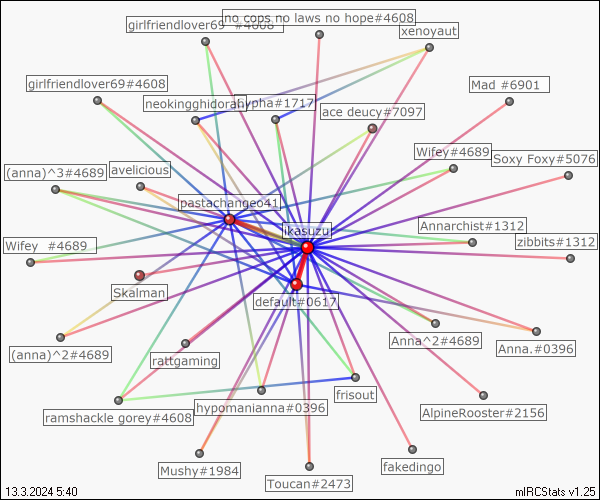 girlfriendlover69 #4608
no cops no laws no hope#4608
xenoyaut
girlfriendlover69#4608
neokingghidorah
hypha#1717
ace deucy#7097
Mad #6901
Wifey#4689
Soxy Foxy#5076
(anna)^3#4689
avelicious
pastachangeo41
ikasuzu
Annarchist#1312
zibbits#1312
Wifey #4689
Skalman
default#0617
(anna)^2#4689
rattgaming
Anna^2#4689
Anna.#0396
ramshackle gorey#4608
hypomanianna#0396
frisout
AlpineRooster#2156
Mushy#1984
Toucan#2473
fakedingo
13.3.2024 5:40
mIRCStats v1.25